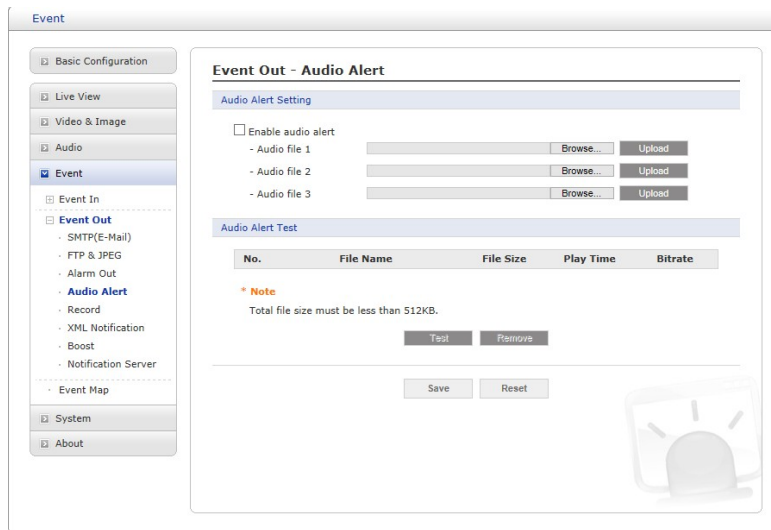 Event
Basic Configuration
Live View
Video & Image
Audio
Event
Event In
Event Out
SMTP(E-Mail)
FTP & JPEG
Alarm Out
Audio Alert
Record
XML Notification
Boost
Notification Server
Event Map
System
About
Event Out - Audio Alert
Audio Alert Setting
Enable audio alert
- Audio file 1 Browse... Upload
- Audio file 2 Browse... Upload
- Audio file 3 Browse... Upload
Audio Alert Test
No. File Name File Size Play Time Bitrate
* Note
Total file size must be less than 512KB.
Test Remove
Save Reset